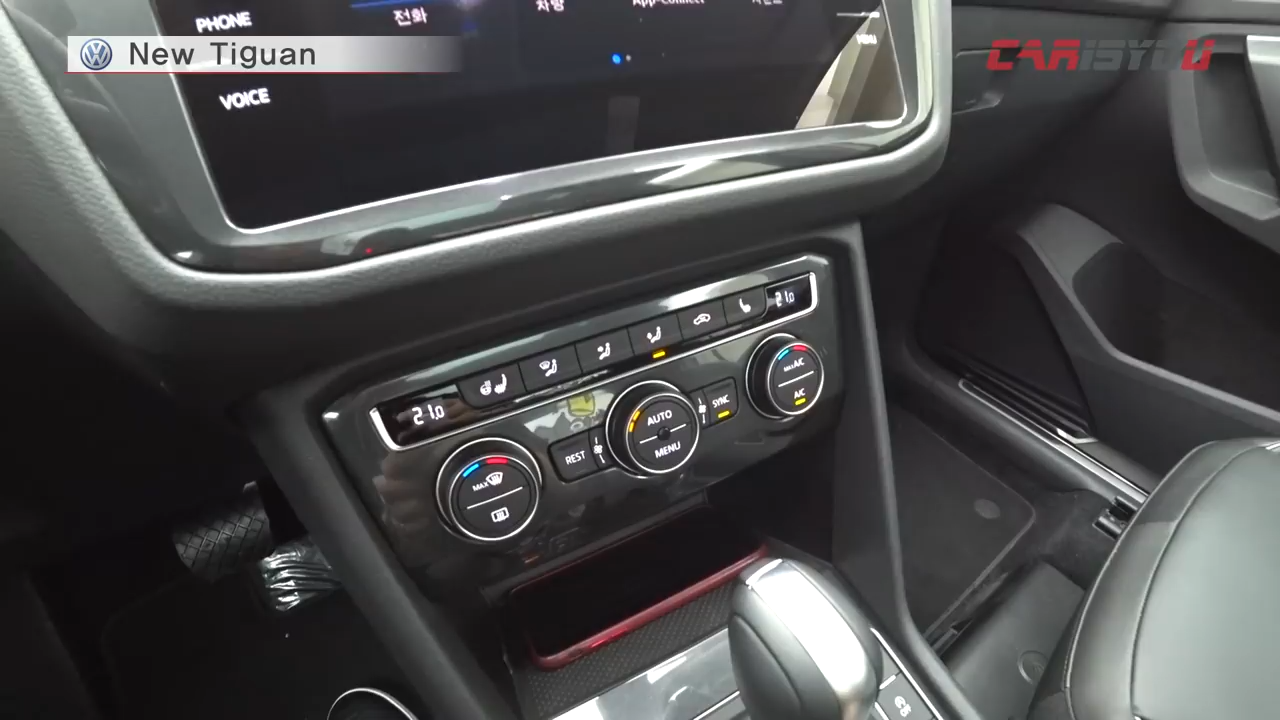 PHONE
전화
차량
App-Connect
MENU
New Tiguan
CARISYOU
VOICE
21.0
21.0
AUTO
MENU
SYNC
REST
MAX A/C
A/C
MAX